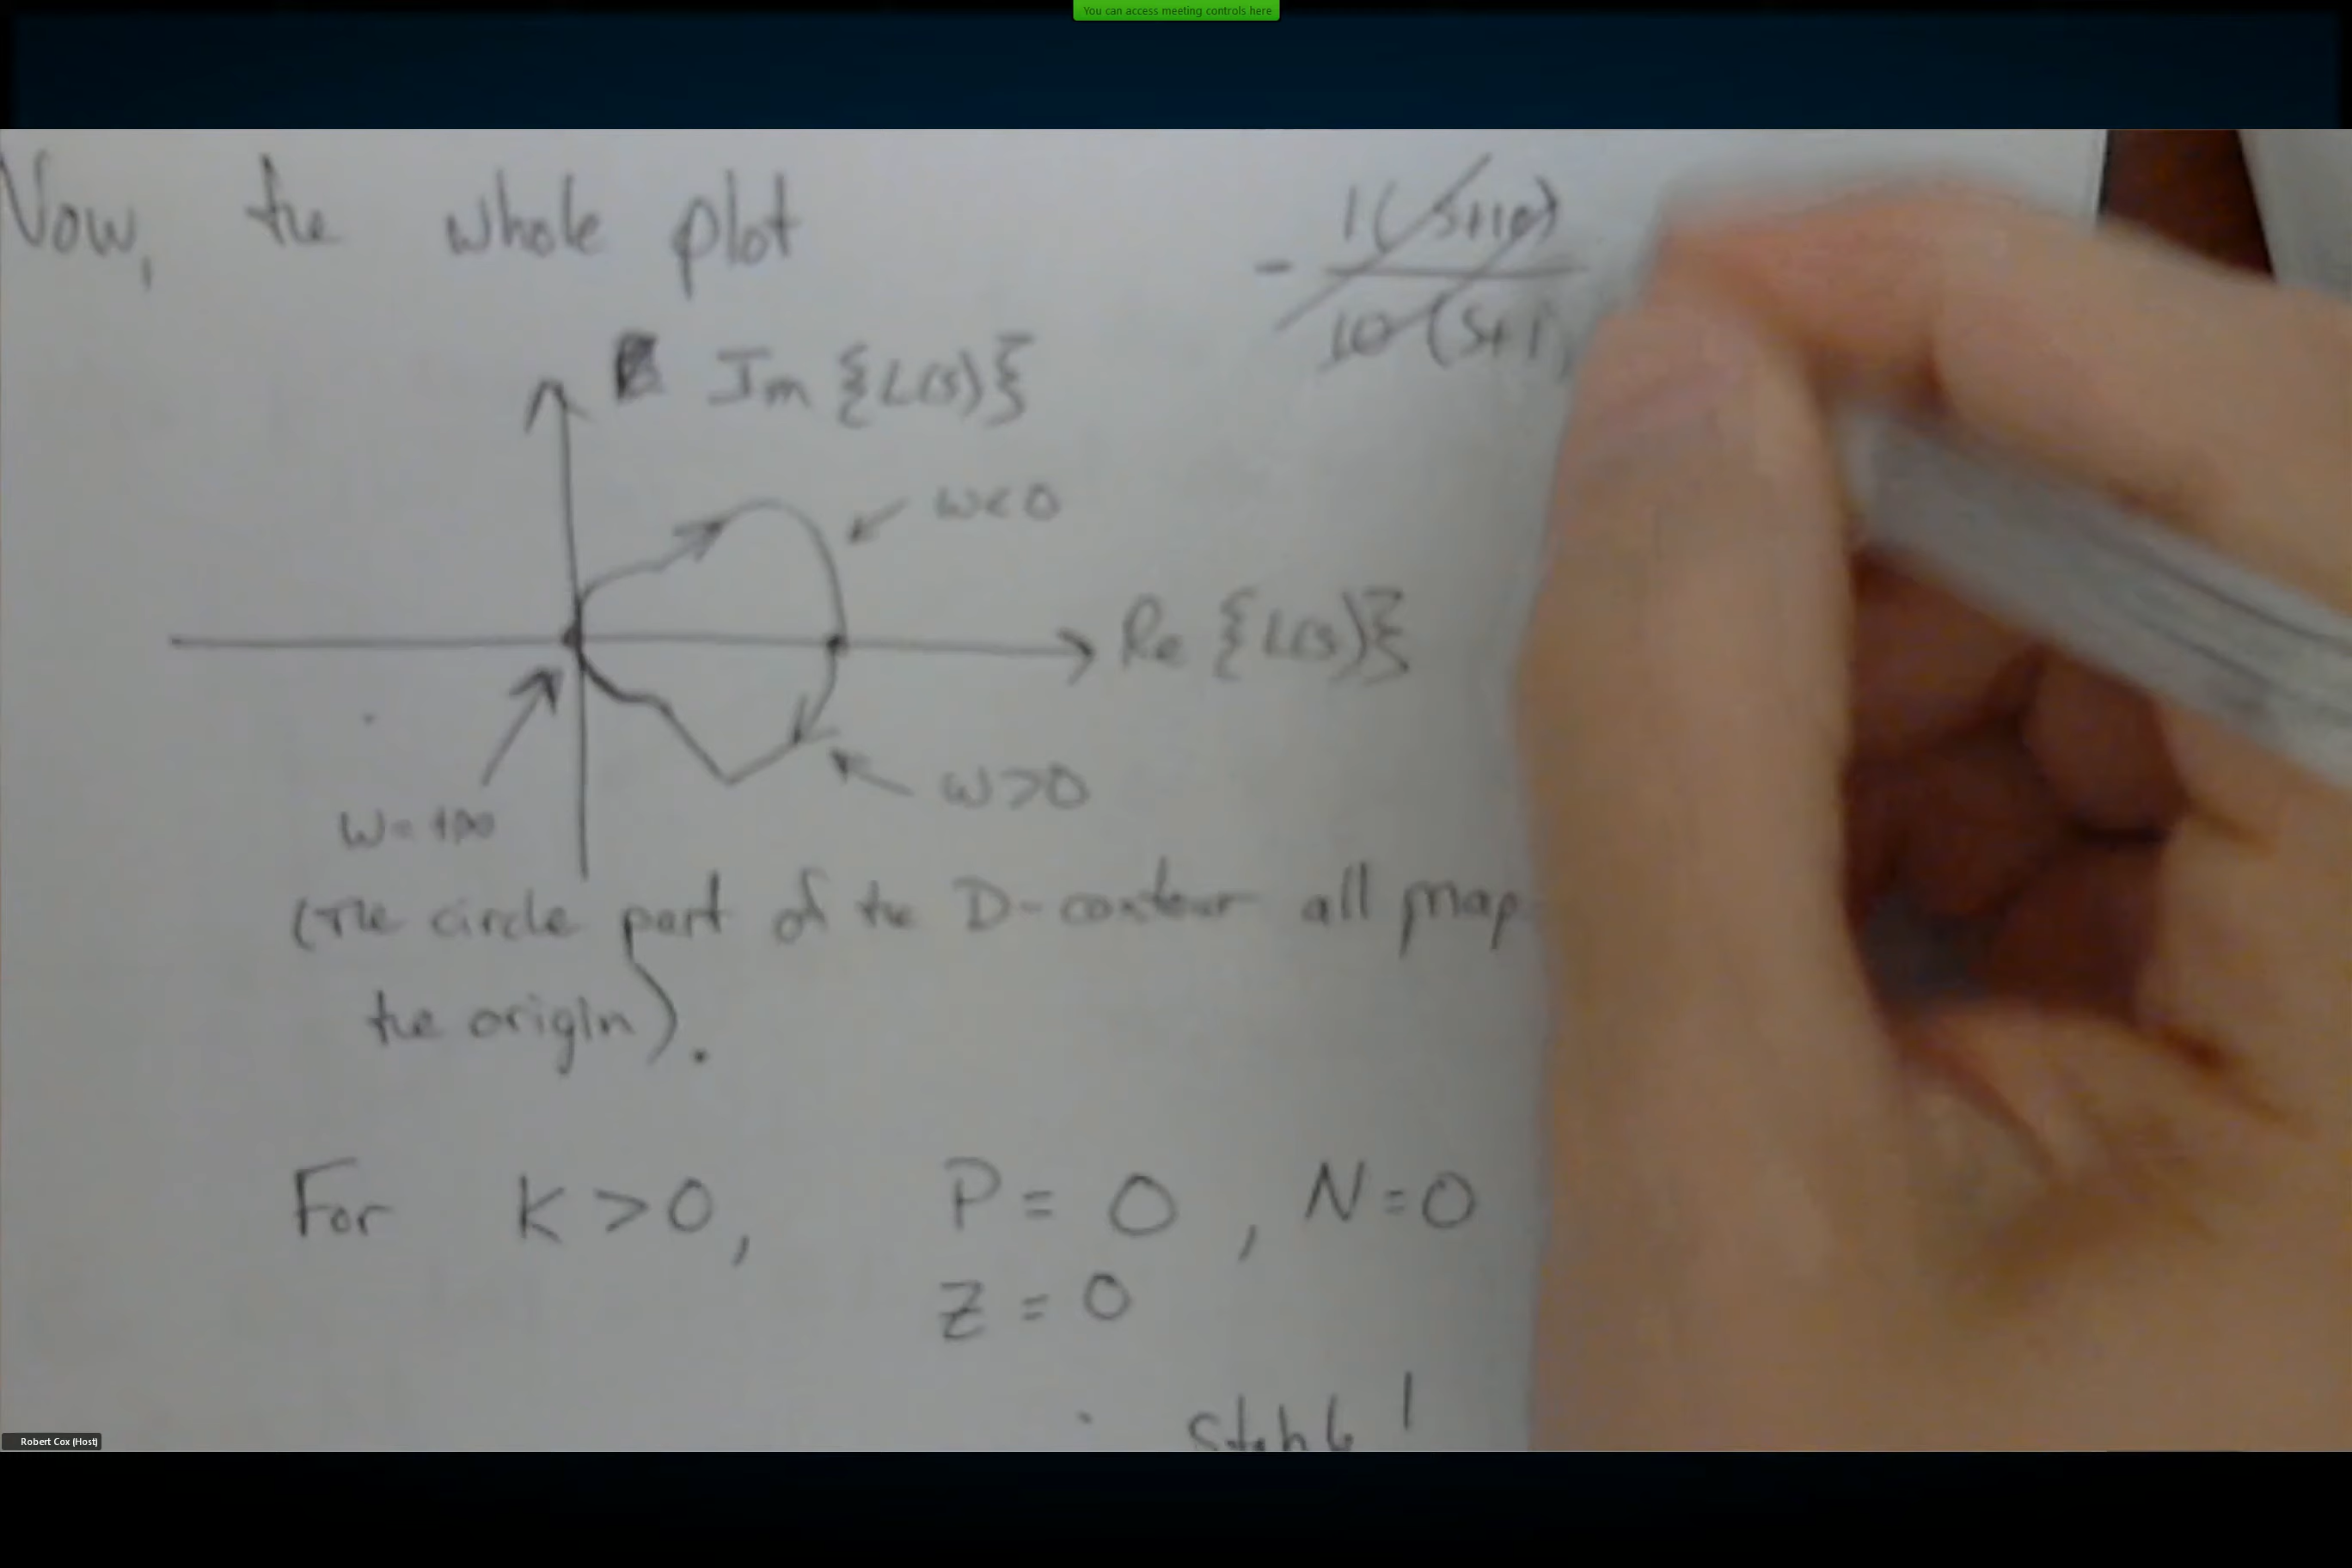 You can access meeting controls here
Now, the whole plot
- 1(s+10)
10(s+1
Im {L(s)}
ω<0
Re {L(s)}
ω>0
ω=+∞
(The circle part of the D-contour all map
the origin).
For K>0, P=0, N=0
Z=0
Robert Cox (Host)